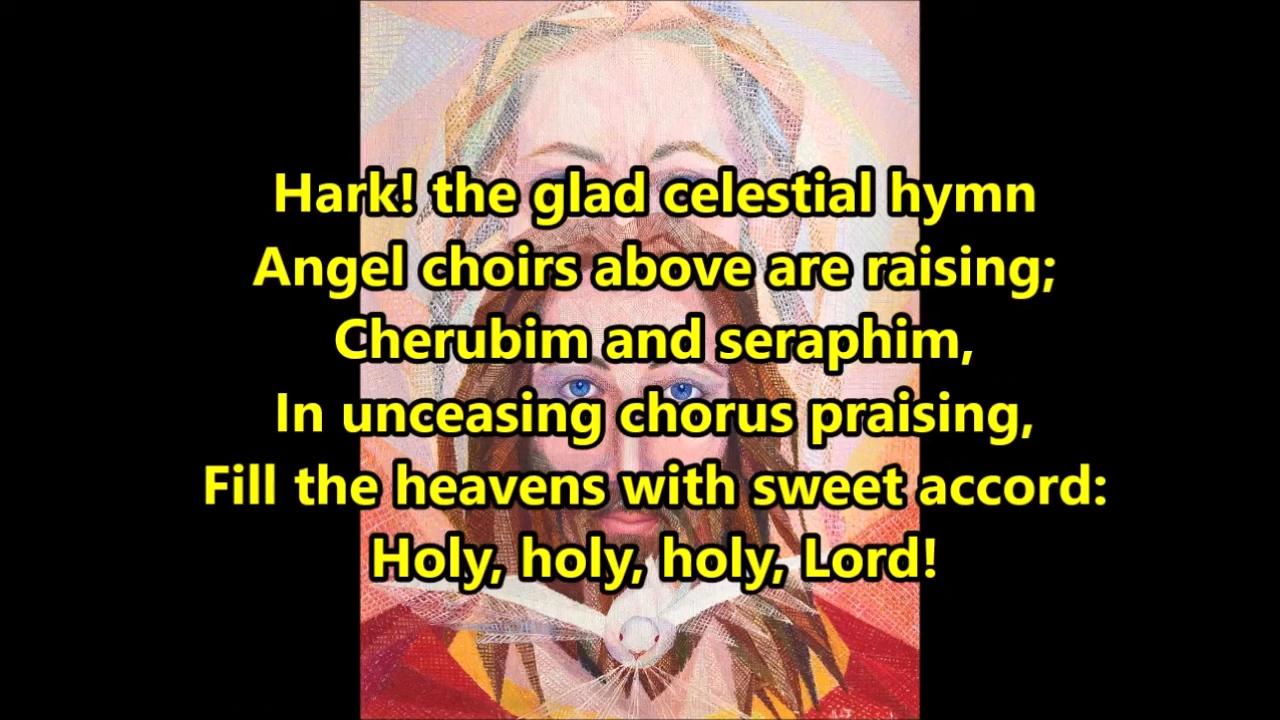 Hark! the glad celestial hymn
Angel choirs above are raising;
Cherubim and seraphim,
In unceasing chorus praising,
Fill the heavens with sweet accord:
Holy, holy, holy, Lord!